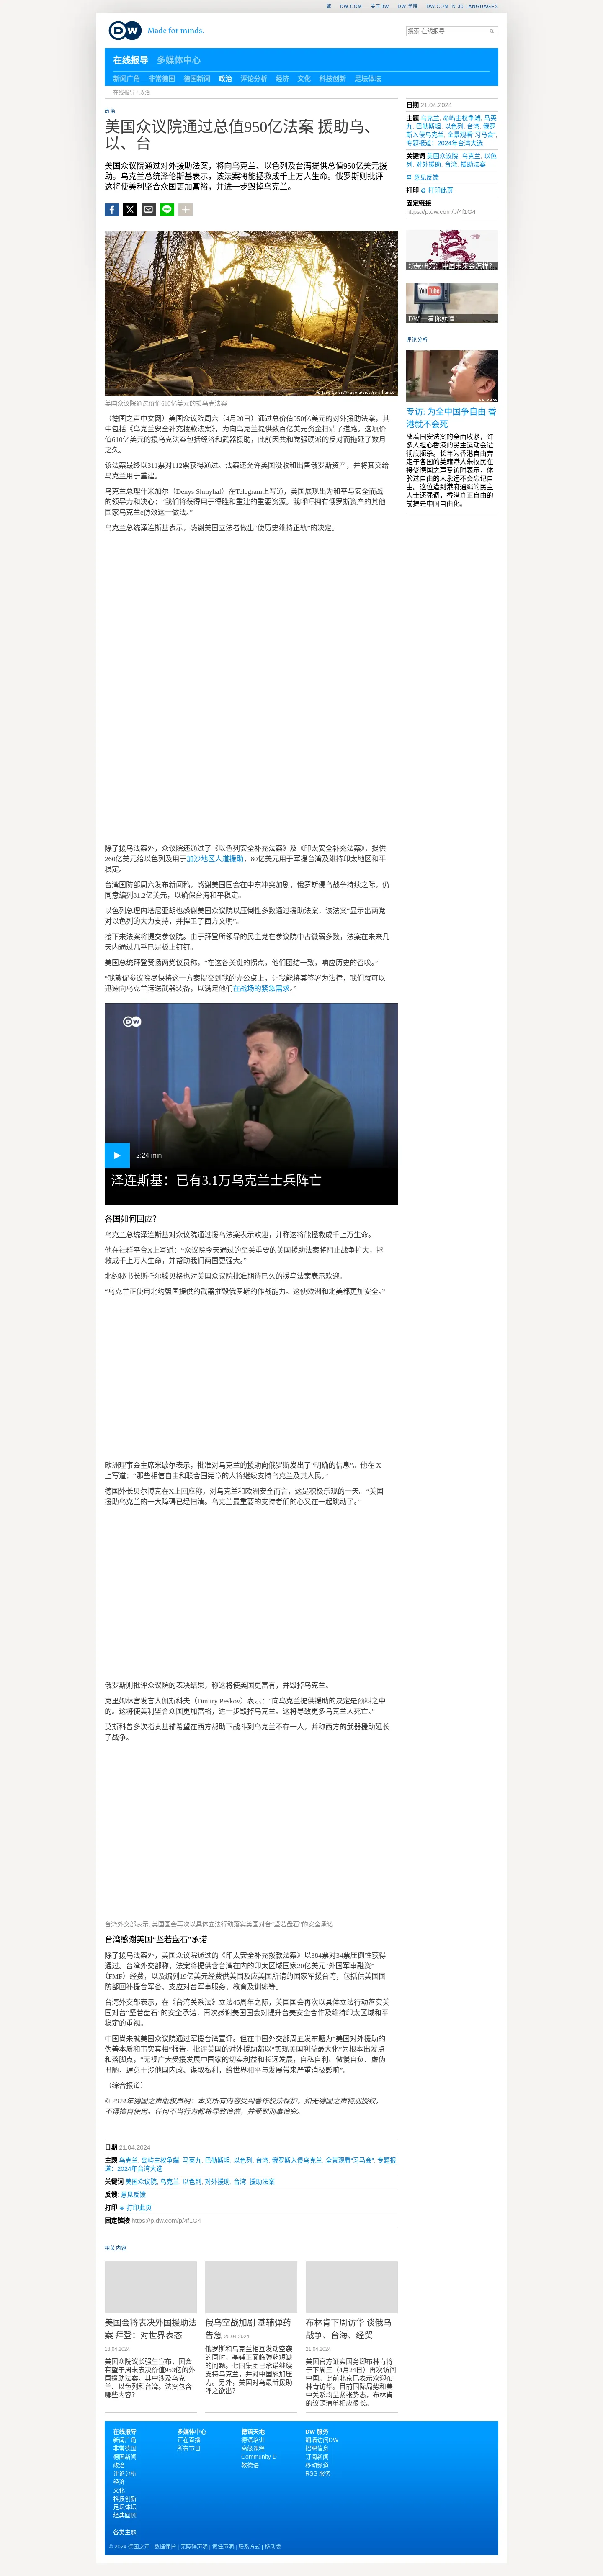 繁 DW.COM 关于DW DW 学院 DW.COM IN 30 LANGUAGES
DW Made for minds.
搜索 在线报导
在线报导 多媒体中心
新闻广角 非常德国 德国新闻 政治 评论分析 经济 文化 科技创新 足坛体坛
在线报导 / 政治
政治
美国众议院通过总值950亿法案 援助乌、
以、台
美国众议院通过对外援助法案，将向乌克兰、以色列及台湾提供总值950亿美元援
助。乌克兰总统泽伦斯基表示，该法案将能拯救成千上万人生命。俄罗斯则批评
这将使美利坚合众国更加富裕，并进一步毁掉乌克兰。
美国众议院通过价值610亿美元的援乌克法案
（德国之声中文网）美国众议院周六（4月20日）通过总价值950亿美元的对外援助法案，其
中包括《乌克兰安全补充拨款法案》，为向乌克兰提供数百亿美元资金扫清了道路。这项价
值610亿美元的援乌克法案包括经济和武器援助，此前因共和党强硬派的反对而拖延了数月
之久。
该法案最终以311票对112票获得通过。法案还允许美国没收和出售俄罗斯资产，并将其交给
乌克兰用于重建。
乌克兰总理什米加尔（Denys Shmyhal）在Telegram上写道，美国展现出为和平与安全而战
的领导力和决心：“我们将获得用于得胜和重建的重要资源。我呼吁拥有俄罗斯资产的其他
国家乌克兰e仿效这一做法。”
乌克兰总统泽连斯基表示，感谢美国立法者做出“使历史维持正轨”的决定。
除了援乌法案外，众议院还通过了《以色列安全补充法案》及《印太安全补充法案》，提供
260亿美元给以色列及用于加沙地区人道援助，80亿美元用于军援台湾及维持印太地区和平
稳定。
台湾国防部周六发布新闻稿，感谢美国国会在中东冲突加剧，俄罗斯侵乌战争持续之际，仍
同意编列81.2亿美元，以确保台海和平稳定。
以色列总理内塔尼亚胡也感谢美国众议院以压倒性多数通过援助法案，该法案“显示出两党
对以色列的大力支持，并捍卫了西方文明”。
接下来法案将提交参议院。由于拜登所领导的民主党在参议院中占微弱多数，法案在未来几
天内通过几乎已是板上钉钉。
美国总统拜登赞扬两党议员称，“在这各关键的拐点，他们团结一致，响应历史的召唤。”
“我敦促参议院尽快将这一方案提交到我的办公桌上，让我能将其签署为法律，我们就可以
迅速向乌克兰运送武器装备，以满足他们在战场的紧急需求。”
DW
2:24 min
泽连斯基：已有3.1万乌克兰士兵阵亡
各国如何回应？
乌克兰总统泽连斯基对众议院通过援乌法案表示欢迎，并称这将能拯救成千上万生命。
他在社群平台X上写道：“众议院今天通过的至关重要的美国援助法案将阻止战争扩大，拯
救成千上万人生命，并帮助我们两国更强大。”
北约秘书长斯托尔滕贝格也对美国众议院批准期待已久的援乌法案表示欢迎。
“乌克兰正使用北约盟国提供的武器摧毁俄罗斯的作战能力。这使欧洲和北美都更加安全。”
欧洲理事会主席米歇尔表示，批准对乌克兰的援助向俄罗斯发出了“明确的信息”。他在 X
上写道：“那些相信自由和联合国宪章的人将继续支持乌克兰及其人民。”
德国外长贝尔博克在X上回应称，对乌克兰和欧洲安全而言，这是积极乐观的一天。“美国
援助乌克兰的一大障碍已经扫清。乌克兰最重要的支持者们的心又在一起跳动了。”
俄罗斯则批评众议院的表决结果，称这将使美国更富有，并毁掉乌克兰。
克里姆林宫发言人佩斯科夫（Dmitry Peskov）表示：“向乌克兰提供援助的决定是预料之中
的。这将使美利坚合众国更加富裕，进一步毁掉乌克兰。这将导致更多乌克兰人死亡。”
莫斯科曾多次指责基辅希望在西方帮助下战斗到乌克兰不存一人，并称西方的武器援助延长
了战争。
台湾外交部表示, 美国国会再次以具体立法行动落实美国对台“坚若盘石”的安全承诺
台湾感谢美国“坚若盘石”承诺
除了援乌法案外，美国众议院通过的《印太安全补充拨款法案》以384票对34票压倒性获得
通过。台湾外交部称，法案将提供含台湾在内的印太区域国家20亿美元“外国军事融资”
（FMF）经费，以及编列19亿美元经费供美国及应美国所请的国家军援台湾，包括供美国国
防部回补援台军备、支应对台军事服务、教育及训练等。
台湾外交部表示，在《台湾关系法》立法45周年之际，美国国会再次以具体立法行动落实美
国对台“坚若盘石”的安全承诺，再次感谢美国国会对提升台美安全合作及维持印太区域和平
稳定的重视。
中国尚未就美国众议院通过军援台湾置评。但在中国外交部周五发布题为“美国对外援助的
伪善本质和事实真相”报告，批评美国的对外援助都以“实现美国利益最大化”为根本出发点
和落脚点，“无视广大受援发展中国家的切实利益和长远发展，自私自利、傲慢自负、虚伪
丑陋，肆意干涉他国内政、谋取私利，给世界和平与发展带来严重消极影响。”
（综合报道）
© 2024年德国之声版权声明：本文所有内容受到著作权法保护，如无德国之声特别授权，
不得擅自使用。任何不当行为都将导致追偿，并受到刑事追究。
日期 21.04.2024
主题 乌克兰, 岛屿主权争端, 马英九, 巴勒斯坦, 以色列, 台湾, 俄罗斯入侵乌克兰, 全景观看“习马会”, 专题报
道：2024年台湾大选
关键词 美国众议院, 乌克兰, 以色列, 对外援助, 台湾, 援助法案
反馈: 意见反馈
打印 打印此页
固定链接 https://p.dw.com/p/4f1G4
相关内容
美国会将表决外国援助法
案 拜登：对世界表态
18.04.2024
美国众院议长强生宣布，国会
有望于周末表决价值953亿的外
国援助法案，其中涉及乌克
兰、以色列和台湾。法案包含
哪些内容？
俄乌空战加剧 基辅弹药
告急 20.04.2024
俄罗斯和乌克兰相互发动空袭
的同时，基辅正面临弹药短缺
的问题。七国集团已承诺继续
支持乌克兰，并对中国施加压
力。另外，美国对乌最新援助
呼之欲出?
布林肯下周访华 谈俄乌
战争、台海、经贸
21.04.2024
美国官方证实国务卿布林肯将
于下周三（4月24日）再次访问
中国。此前北京已表示欢迎布
林肯访华。目前国际局势和美
中关系均呈紧张势态，布林肯
的议题清单相应很长。
日期 21.04.2024
主题 乌克兰, 岛屿主权争端, 马英
九, 巴勒斯坦, 以色列, 台湾, 俄罗
斯入侵乌克兰, 全景观看“习马会”,
专题报道：2024年台湾大选
关键词 美国众议院, 乌克兰, 以色
列, 对外援助, 台湾, 援助法案
意见反馈
打印 打印此页
固定链接
https://p.dw.com/p/4f1G4
场景研究：中国未来会怎样？
YouTube
DW 一看你就懂！
评论分析
专访: 为全中国争自由 香
港就不会死
随着国安法案的全面收紧，许
多人担心香港的民主运动会遭
彻底扼杀。长年为香港自由奔
走于各国的美籍港人朱牧民在
接受德国之声专访时表示，体
验过自由的人永远不会忘记自
由。这位遭到港府通缉的民主
人士还强调，香港真正自由的
前提是中国自由化。
在线报导
新闻广角
非常德国
德国新闻
政治
评论分析
经济
文化
科技创新
足坛体坛
经典回顾
各类主题
多媒体中心
正在直播
所有节目
德语天地
德语培训
高级课程
Community D
教德语
DW 服务
翻墙访问DW
招聘信息
订阅新闻
移动频道
RSS 服务
© 2024 德国之声 | 数据保护 | 无障碍声明 | 责任声明 | 联系方式 | 移动版